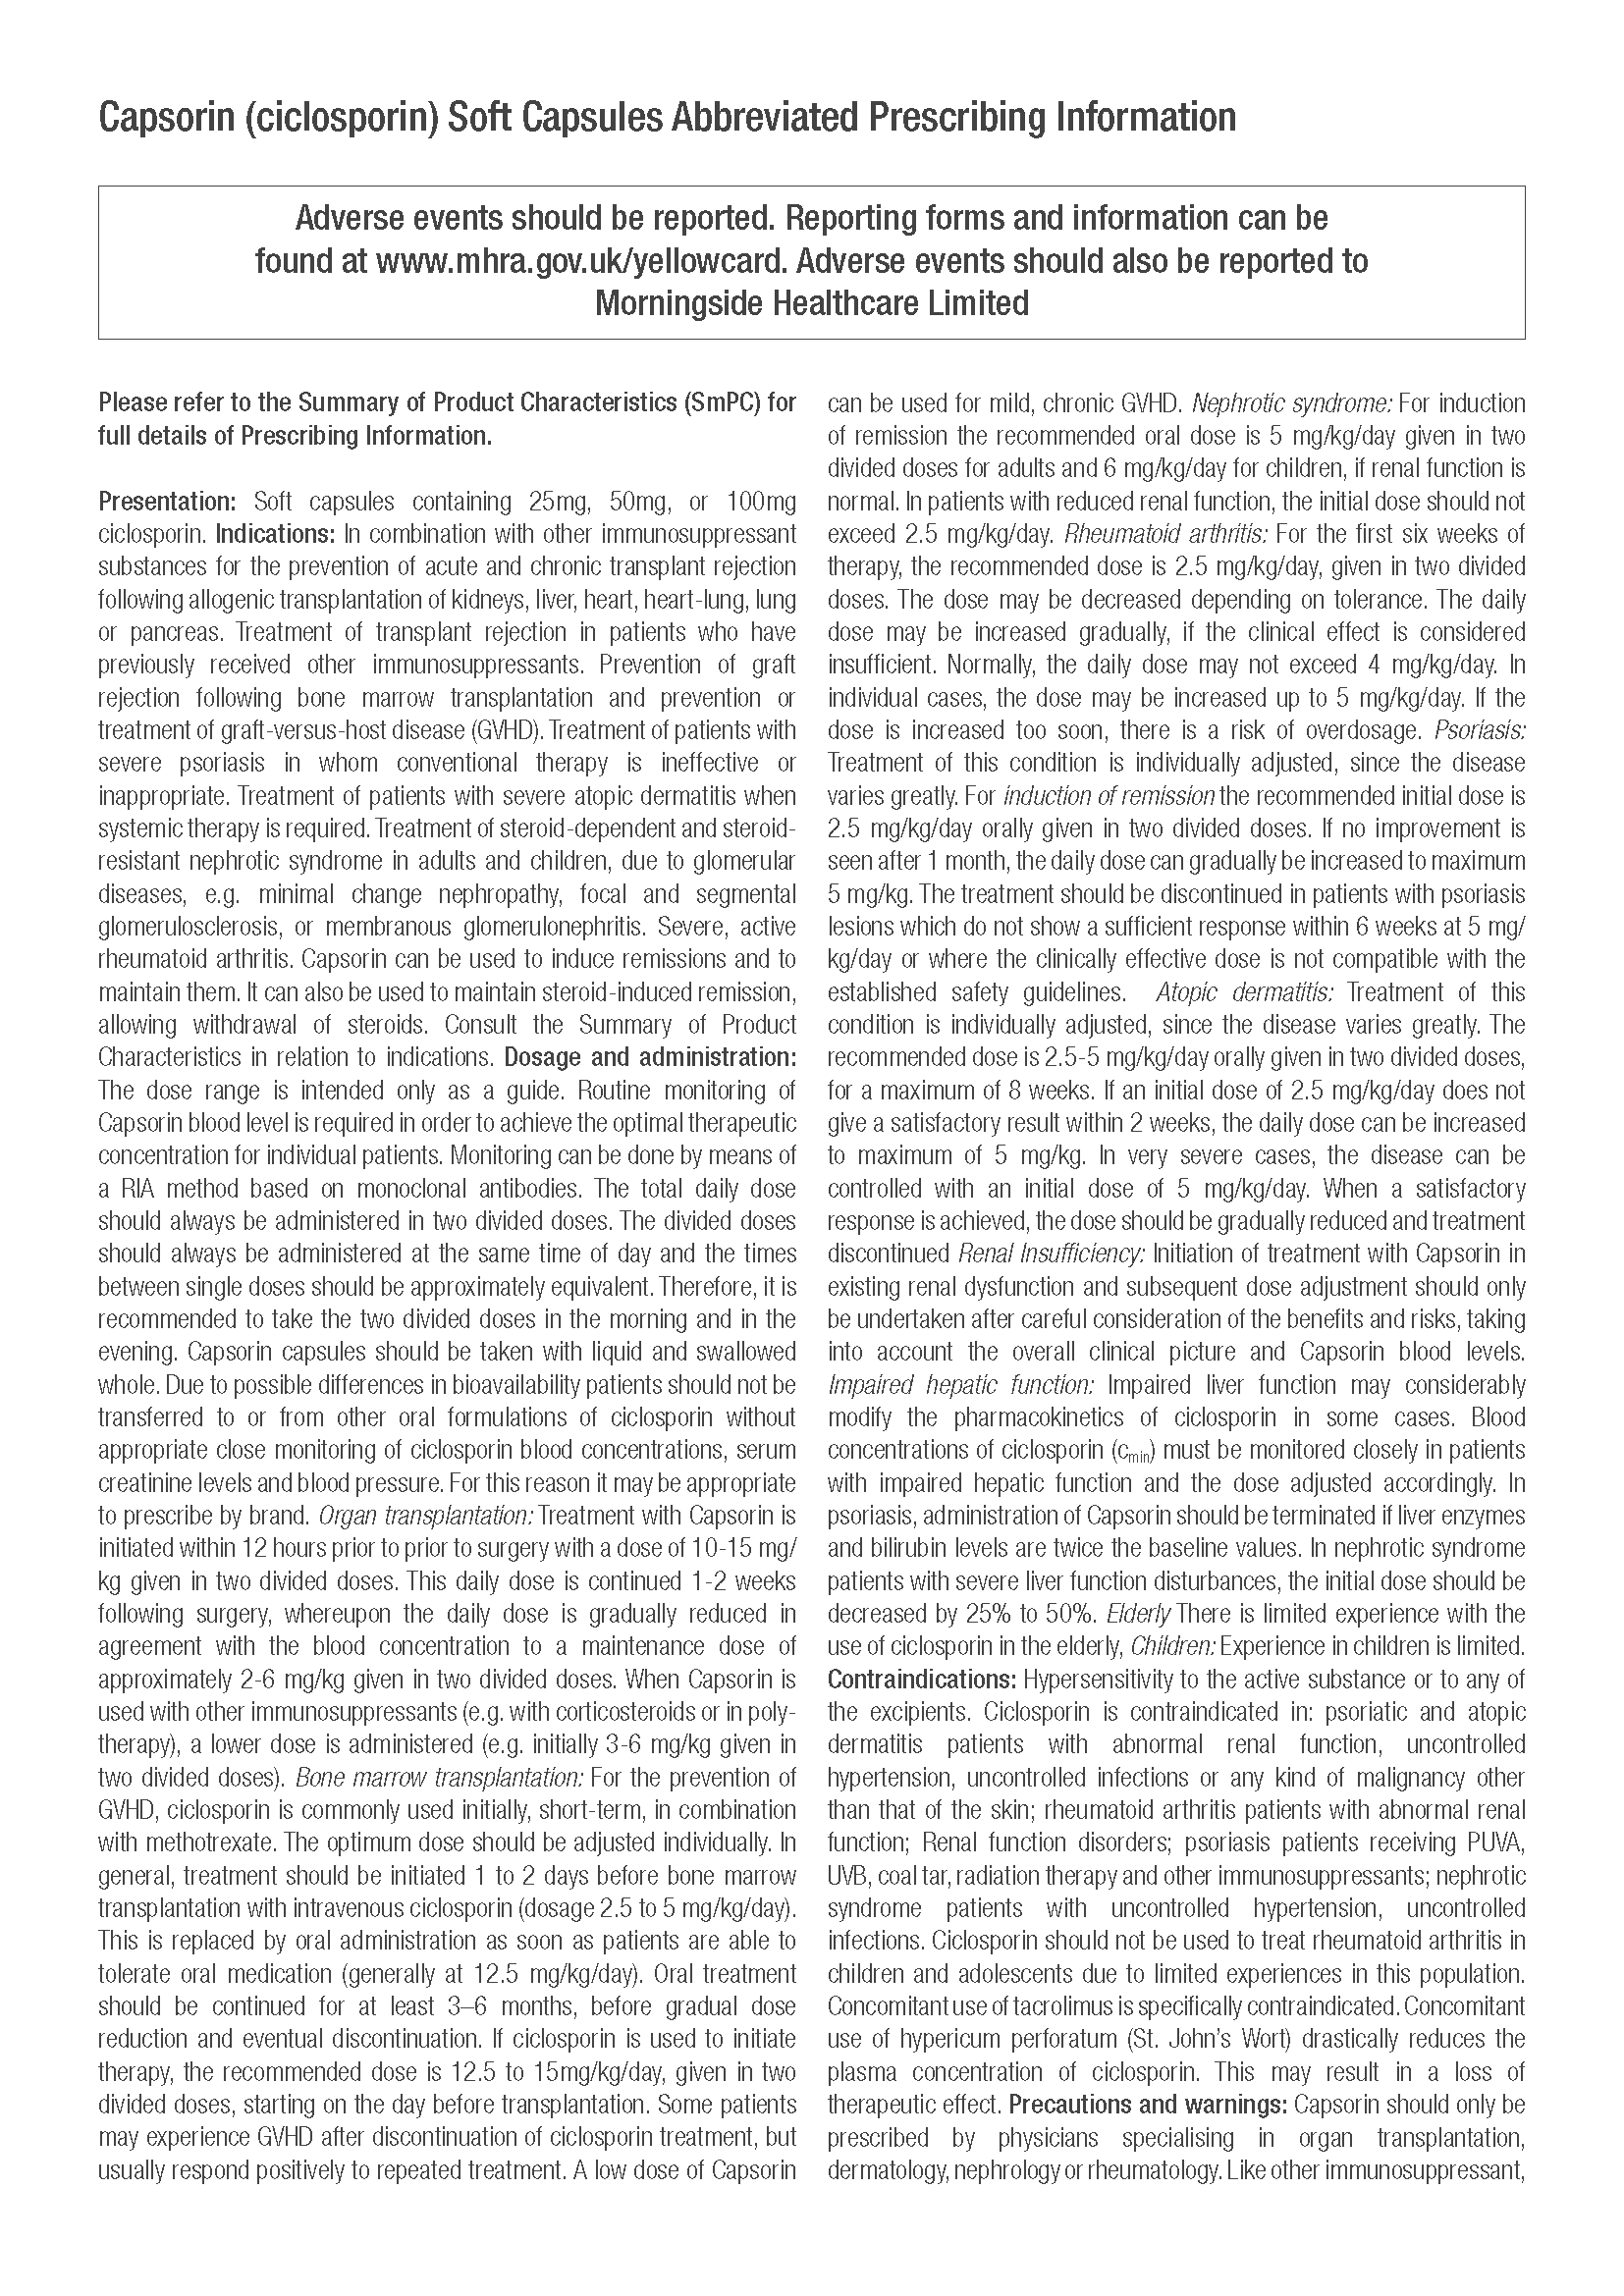 Capsorin (ciclosporin) Soft Capsules Abbreviated Prescribing Information
Adverse events should be reported. Reporting forms and information can be
found at www.mhra.gov.uk/yellowcard. Adverse events should also be reported to
Morningside Healthcare Limited
Please refer to the Summary of Product Characteristics (SmPC) for
full details of Prescribing Information.
Presentation: Soft capsules containing 25mg, 50mg, or 100mg
ciclosporin. Indications: In combination with other immunosuppressant
substances for the prevention of acute and chronic transplant rejection
following allogenic transplantation of kidneys, liver, heart, heart-lung, lung
or pancreas. Treatment of transplant rejection in patients who have
previously received other immunosuppressants. Prevention of graft
rejection following bone marrow transplantation and prevention or
treatment of graft-versus-host disease (GVHD). Treatment of patients with
severe psoriasis in whom conventional therapy is ineffective or
inappropriate. Treatment of patients with severe atopic dermatitis when
systemic therapy is required. Treatment of steroid-dependent and steroid-
resistant nephrotic syndrome in adults and children, due to glomerular
diseases, e.g. minimal change nephropathy, focal and segmental
glomerulosclerosis, or membranous glomerulonephritis. Severe, active
rheumatoid arthritis. Capsorin can be used to induce remissions and to
maintain them. It can also be used to maintain steroid-induced remission,
allowing withdrawal of steroids. Consult the Summary of Product
Characteristics in relation to indications. Dosage and administration:
The dose range is intended only as a guide. Routine monitoring of
Capsorin blood level is required in order to achieve the optimal therapeutic
concentration for individual patients. Monitoring can be done by means of
a RIA method based on monoclonal antibodies. The total daily dose
should always be administered in two divided doses. The divided doses
should always be administered at the same time of day and the times
between single doses should be approximately equivalent. Therefore, it is
recommended to take the two divided doses in the morning and in the
evening. Capsorin capsules should be taken with liquid and swallowed
whole. Due to possible differences in bioavailability patients should not be
transferred to or from other oral formulations of ciclosporin without
appropriate close monitoring of ciclosporin blood concentrations, serum
creatinine levels and blood pressure. For this reason it may be appropriate
to prescribe by brand. Organ transplantation: Treatment with Capsorin is
initiated within 12 hours prior to prior to surgery with a dose of 10-15 mg/
kg given in two divided doses. This daily dose is continued 1-2 weeks
following surgery, whereupon the daily dose is gradually reduced in
agreement with the blood concentration to a maintenance dose of
approximately 2-6 mg/kg given in two divided doses. When Capsorin is
used with other immunosuppressants (e.g. with corticosteroids or in poly-
therapy), a lower dose is administered (e.g. initially 3-6 mg/kg given in
two divided doses). Bone marrow transplantation: For the prevention of
GVHD, ciclosporin is commonly used initially, short-term, in combination
with methotrexate. The optimum dose should be adjusted individually. In
general, treatment should be initiated 1 to 2 days before bone marrow
transplantation with intravenous ciclosporin (dosage 2.5 to 5 mg/kg/day).
This is replaced by oral administration as soon as patients are able to
tolerate oral medication (generally at 12.5 mg/kg/day). Oral treatment
should be continued for at least 3–6 months, before gradual dose
reduction and eventual discontinuation. If ciclosporin is used to initiate
therapy, the recommended dose is 12.5 to 15mg/kg/day, given in two
divided doses, starting on the day before transplantation. Some patients
may experience GVHD after discontinuation of ciclosporin treatment, but
usually respond positively to repeated treatment. A low dose of Capsorin
can be used for mild, chronic GVHD. Nephrotic syndrome: For induction
of remission the recommended oral dose is 5 mg/kg/day given in two
divided doses for adults and 6 mg/kg/day for children, if renal function is
normal. In patients with reduced renal function, the initial dose should not
exceed 2.5 mg/kg/day. Rheumatoid arthritis: For the first six weeks of
therapy, the recommended dose is 2.5 mg/kg/day, given in two divided
doses. The dose may be decreased depending on tolerance. The daily
dose may be increased gradually, if the clinical effect is considered
insufficient. Normally, the daily dose may not exceed 4 mg/kg/day. In
individual cases, the dose may be increased up to 5 mg/kg/day. If the
dose is increased too soon, there is a risk of overdosage. Psoriasis:
Treatment of this condition is individually adjusted, since the disease
varies greatly. For induction of remission the recommended initial dose is
2.5 mg/kg/day orally given in two divided doses. If no improvement is
seen after 1 month, the daily dose can gradually be increased to maximum
5 mg/kg. The treatment should be discontinued in patients with psoriasis
lesions which do not show a sufficient response within 6 weeks at 5 mg/
kg/day or where the clinically effective dose is not compatible with the
established safety guidelines. Atopic dermatitis: Treatment of this
condition is individually adjusted, since the disease varies greatly. The
recommended dose is 2.5-5 mg/kg/day orally given in two divided doses,
for a maximum of 8 weeks. If an initial dose of 2.5 mg/kg/day does not
give a satisfactory result within 2 weeks, the daily dose can be increased
to maximum of 5 mg/kg. In very severe cases, the disease can be
controlled with an initial dose of 5 mg/kg/day. When a satisfactory
response is achieved, the dose should be gradually reduced and treatment
discontinued Renal Insufficiency: Initiation of treatment with Capsorin in
existing renal dysfunction and subsequent dose adjustment should only
be undertaken after careful consideration of the benefits and risks, taking
into account the overall clinical picture and Capsorin blood levels.
Impaired hepatic function: Impaired liver function may considerably
modify the pharmacokinetics of ciclosporin in some cases. Blood
concentrations of ciclosporin (cmin) must be monitored closely in patients
with impaired hepatic function and the dose adjusted accordingly. In
psoriasis, administration of Capsorin should be terminated if liver enzymes
and bilirubin levels are twice the baseline values. In nephrotic syndrome
patients with severe liver function disturbances, the initial dose should be
decreased by 25% to 50%. Elderly There is limited experience with the
use of ciclosporin in the elderly, Children: Experience in children is limited.
Contraindications: Hypersensitivity to the active substance or to any of
the excipients. Ciclosporin is contraindicated in: psoriatic and atopic
dermatitis patients with abnormal renal function, uncontrolled
hypertension, uncontrolled infections or any kind of malignancy other
than that of the skin; rheumatoid arthritis patients with abnormal renal
function; Renal function disorders; psoriasis patients receiving PUVA,
UVB, coal tar, radiation therapy and other immunosuppressants; nephrotic
syndrome patients with uncontrolled hypertension, uncontrolled
infections. Ciclosporin should not be used to treat rheumatoid arthritis in
children and adolescents due to limited experiences in this population.
Concomitant use of tacrolimus is specifically contraindicated. Concomitant
use of hypericum perforatum (St. John's Wort) drastically reduces the
plasma concentration of ciclosporin. This may result in a loss of
therapeutic effect. Precautions and warnings: Capsorin should only be
prescribed by physicians specialising in organ transplantation,
dermatology, nephrology or rheumatology. Like other immunosuppressant,